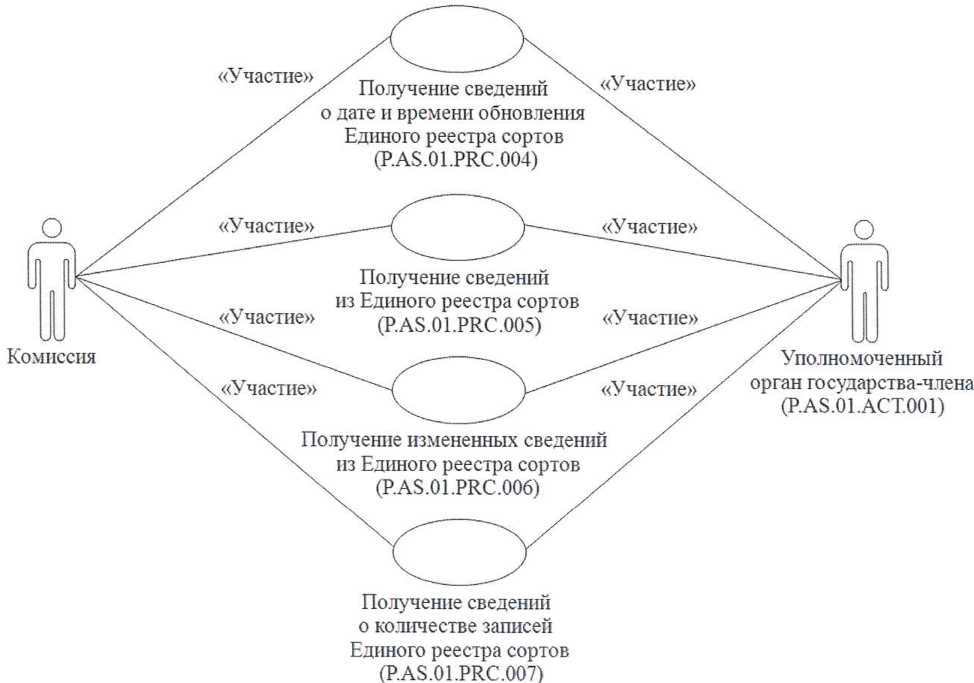 «Участие»
«Участие»
Получение сведений
о дате и времени обновления
Единого реестра сортов
(P.AS.01.PRC.004)
«Участие»
«Участие»
Получение сведений
из Единого реестра сортов
(P.AS.01.PRC.005)
«Участие»
«Участие»
Комиссия
Уполномоченный
орган государства-члена
(P.AS.01.ACT.001)
«Участие»
«Участие»
Получение измененных сведений
из Единого реестра сортов
(P.AS.01.PRC.006)
Получение сведений
о количестве записей
Единого реестра сортов
(P.AS.01.PRC.007)